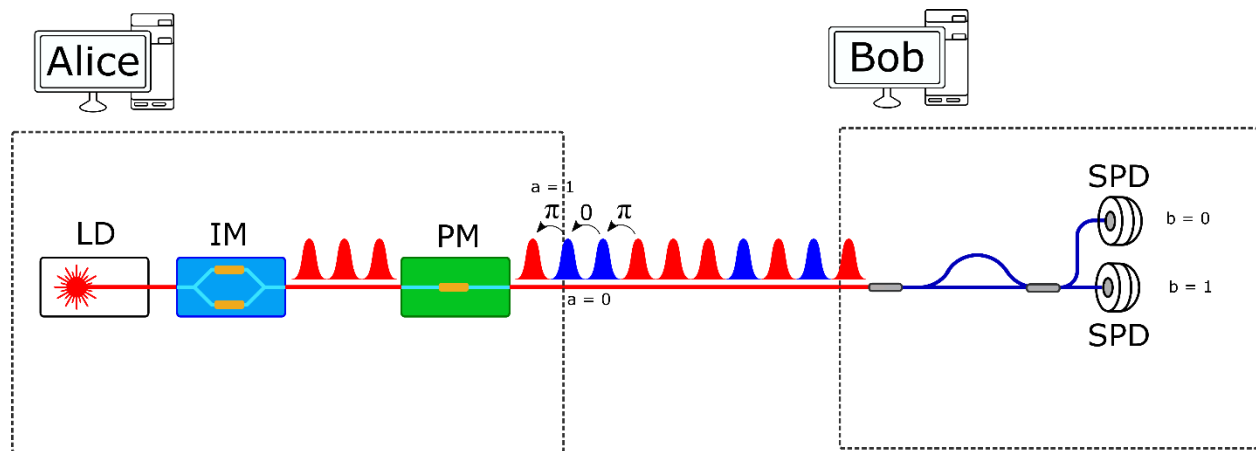 Alice
Bob
a = 1
π 0 π
SPD
LD
IM
PM
b = 0
a = 0
b = 1
SPD